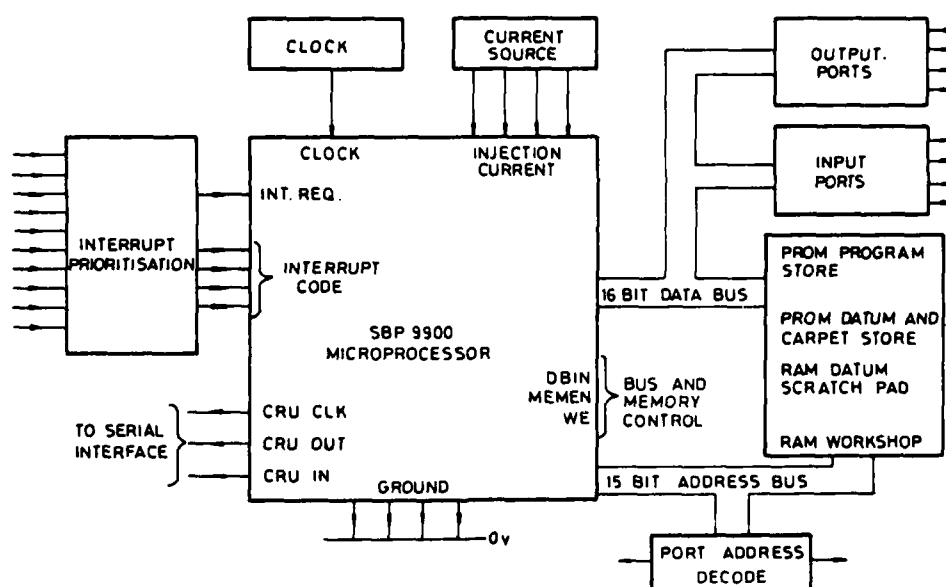 CLOCK
CURRENT
SOURCE
OUTPUT.
PORTS
CLOCK
INJECTION
CURRENT
INPUT
PORTS
INT. REQ.
INTERRUPT
PRIORITISATION
INTERRUPT
CODE
PROM PROGRAM
STORE
16 BIT DATA BUS
PROM DATUM AND
CARPET STORE
SBP 9900
MICROPROCESSOR
RAM DATUM
SCRATCH PAD
DBIN
MEMEN
WE
BUS AND
MEMORY
CONTROL
TO SERIAL
INTERFACE
CRU CLK
CRU OUT
CRU IN
RAM WORKSHOP
GROUND
15 BIT ADDRESS BUS
0v
PORT ADDRESS
DECODE